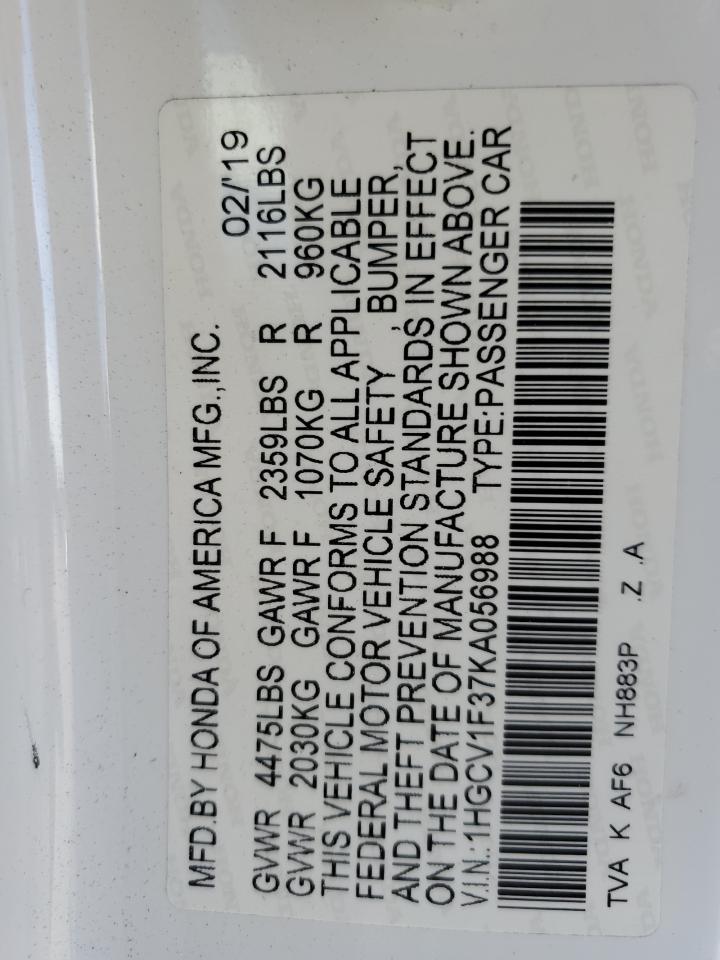 MFD.BY HONDA OF AMERICA MFG.,INC. 02/'19
GVWR 4475LBS GAWR F 2359LBS R 2116LBS
GVWR 2030KG GAWR F 1070KG R 960KG
THIS VEHICLE CONFORMS TO ALL APPLICABLE
FEDERAL MOTOR VEHICLE SAFETY , BUMPER,
AND THEFT PREVENTION STANDARDS IN EFFECT
ON THE DATE OF MANUFACTURE SHOWN ABOVE.
VIN:1HGCV1F37KA056988 TYPE:PASSENGER CAR
TVA K AF6 NH883P .Z .A